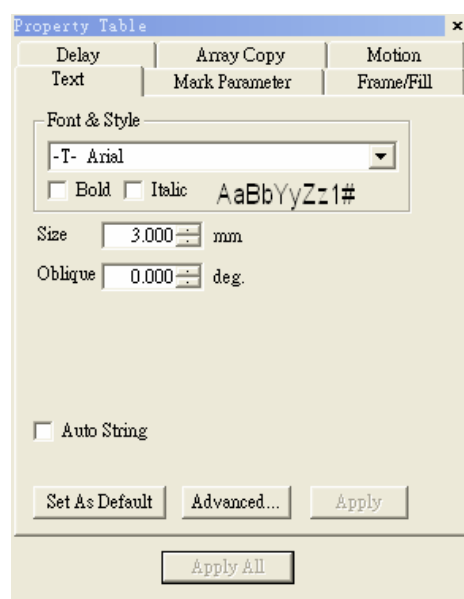 Property Table ×
Delay Array Copy Motion
Text Mark Parameter Frame/Fill
Font & Style
-T- Arial
Bold Italic AaBbYyZz1#
Size 3.000 mm
Oblique 0.000 deg.
Auto String
Set As Default Advanced... Apply
Apply All